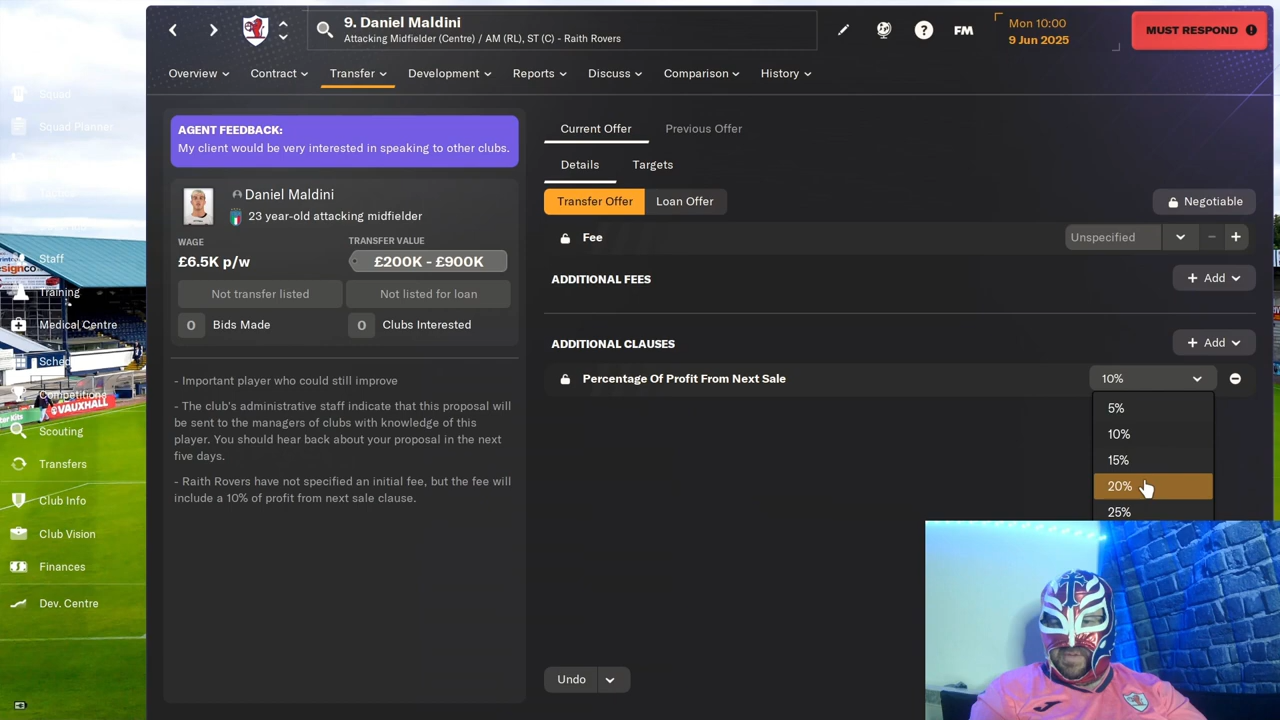 9. Daniel Maldini
Attacking Midfielder (Centre) / AM (RL), ST (C) - Raith Rovers
FM
Mon 10:00
9 Jun 2025
MUST RESPOND
Overview
Contract
Transfer
Development
Reports
Discuss
Comparison
History
Squad
Squad Planner
Staff
Training
Medical Centre
Sched
Competitions
VAUXHALL
Scouting
Transfers
Club Info
Club Vision
Finances
Dev. Centre
AGENT FEEDBACK:
My client would be very interested in speaking to other clubs.
Daniel Maldini
23 year-old attacking midfielder
WAGE
TRANSFER VALUE
£6.5K p/w
£200K - £900K
Not transfer listed
Not listed for loan
0 Bids Made
0 Clubs Interested
- Important player who could still improve
- The club's administrative staff indicate that this proposal will
be sent to the managers of clubs with knowledge of this
player. You should hear back about your proposal in the next
five days.
- Raith Rovers have not specified an initial fee, but the fee will
include a 10% of profit from next sale clause.
Current Offer
Previous Offer
Details
Targets
Transfer Offer
Loan Offer
Negotiable
Fee
Unspecified
ADDITIONAL FEES
Add
ADDITIONAL CLAUSES
Add
Percentage Of Profit From Next Sale
10%
5%
10%
15%
20%
25%
Undo